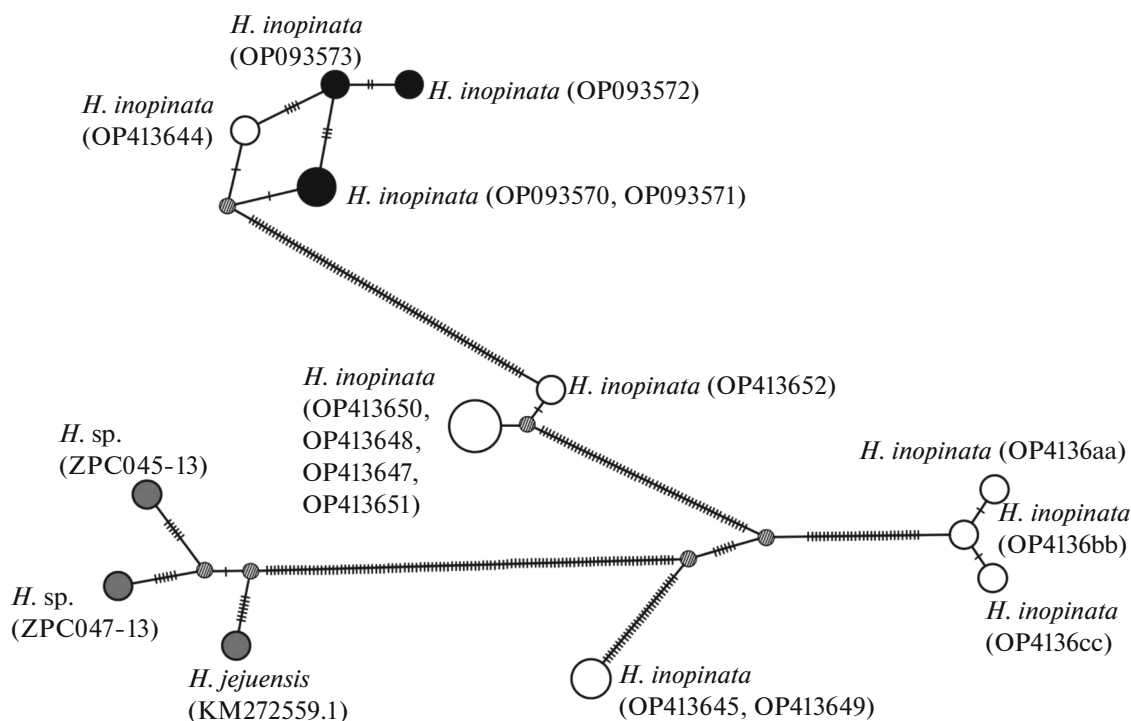 H. inopinata
(OP093573)
H. inopinata (OP093572)
H. inopinata
(OP413644)
H. inopinata (OP093570, OP093571)
H. inopinata
(OP413650,
OP413648,
OP413647,
OP413651)
H. inopinata (OP413652)
H. sp.
(ZPC045-13)
H. inopinata (OP4136aa)
H. inopinata
(OP4136bb)
H. sp.
(ZPC047-13)
H. inopinata
(OP4136cc)
H. jejuensis
(KM272559.1)
H. inopinata
(OP413645, OP413649)